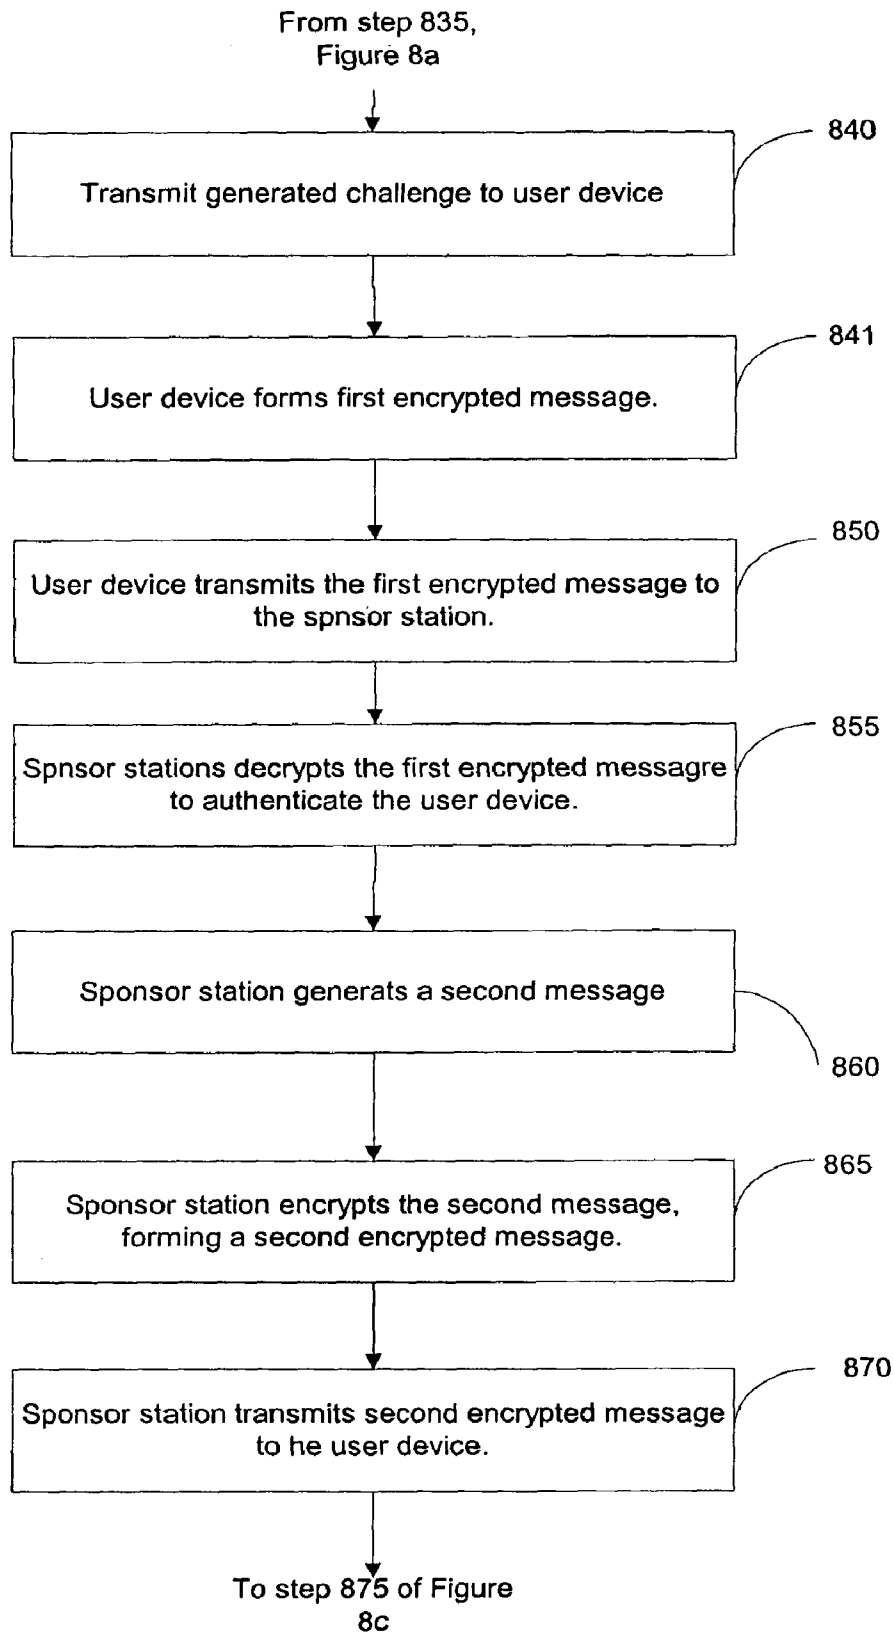 From step 835,
Figure 8a
840
Transmit generated challenge to user device
841
User device forms first encrypted message.
850
User device transmits the first encrypted message to
the spnsor station.
855
Spnsor stations decrypts the first encrypted messagre
to authenticate the user device.
Sponsor station generats a second message
860
865
Sponsor station encrypts the second message,
forming a second encrypted message.
870
Sponsor station transmits second encrypted message
to he user device.
To step 875 of Figure
8c